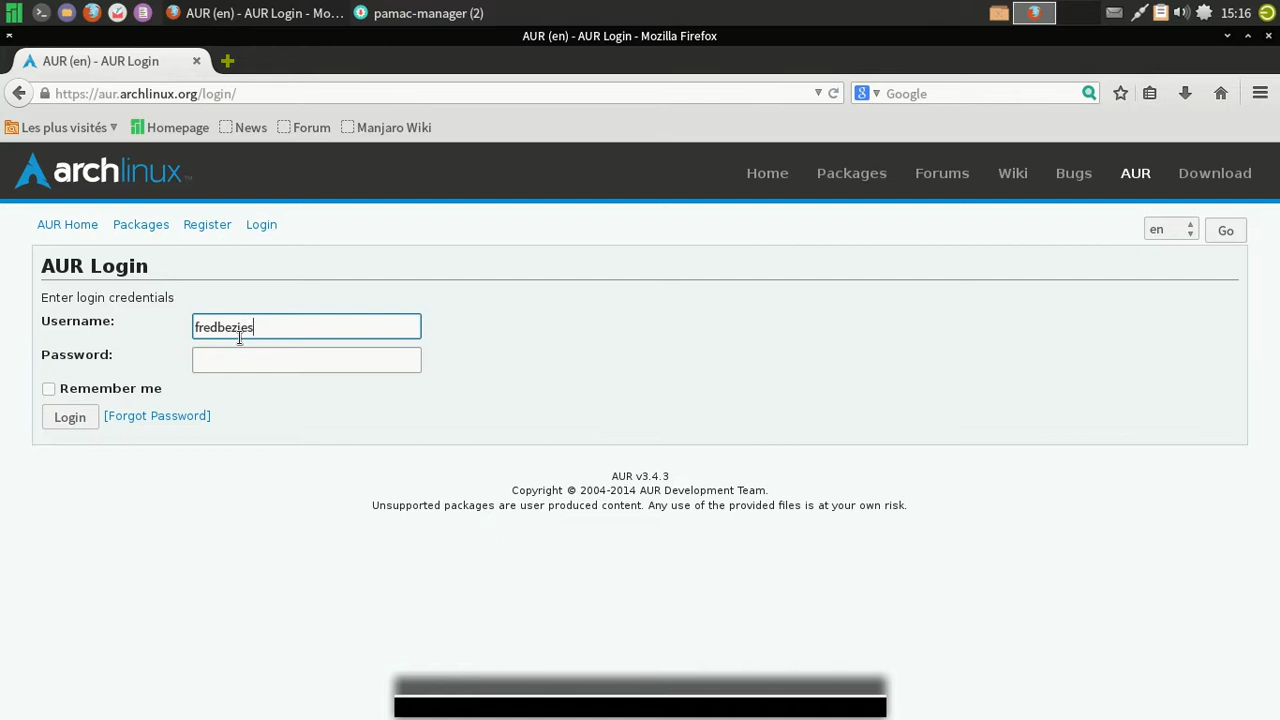 AUR (en) - AUR Login - Mo...
pamac-manager (2)
15:16
AUR (en) - AUR Login - Mozilla Firefox
AUR (en) - AUR Login
https://aur.archlinux.org/login/
Google
Les plus visités
Homepage
News
Forum
Manjaro Wiki
archlinux
Home
Packages
Forums
Wiki
Bugs
AUR
Download
AUR Home
Packages
Register
Login
en
Go
AUR Login
Enter login credentials
Username:
fredbezies
Password:
Remember me
Login
[Forgot Password]
AUR v3.4.3
Copyright © 2004-2014 AUR Development Team.
Unsupported packages are user produced content. Any use of the provided files is at your own risk.